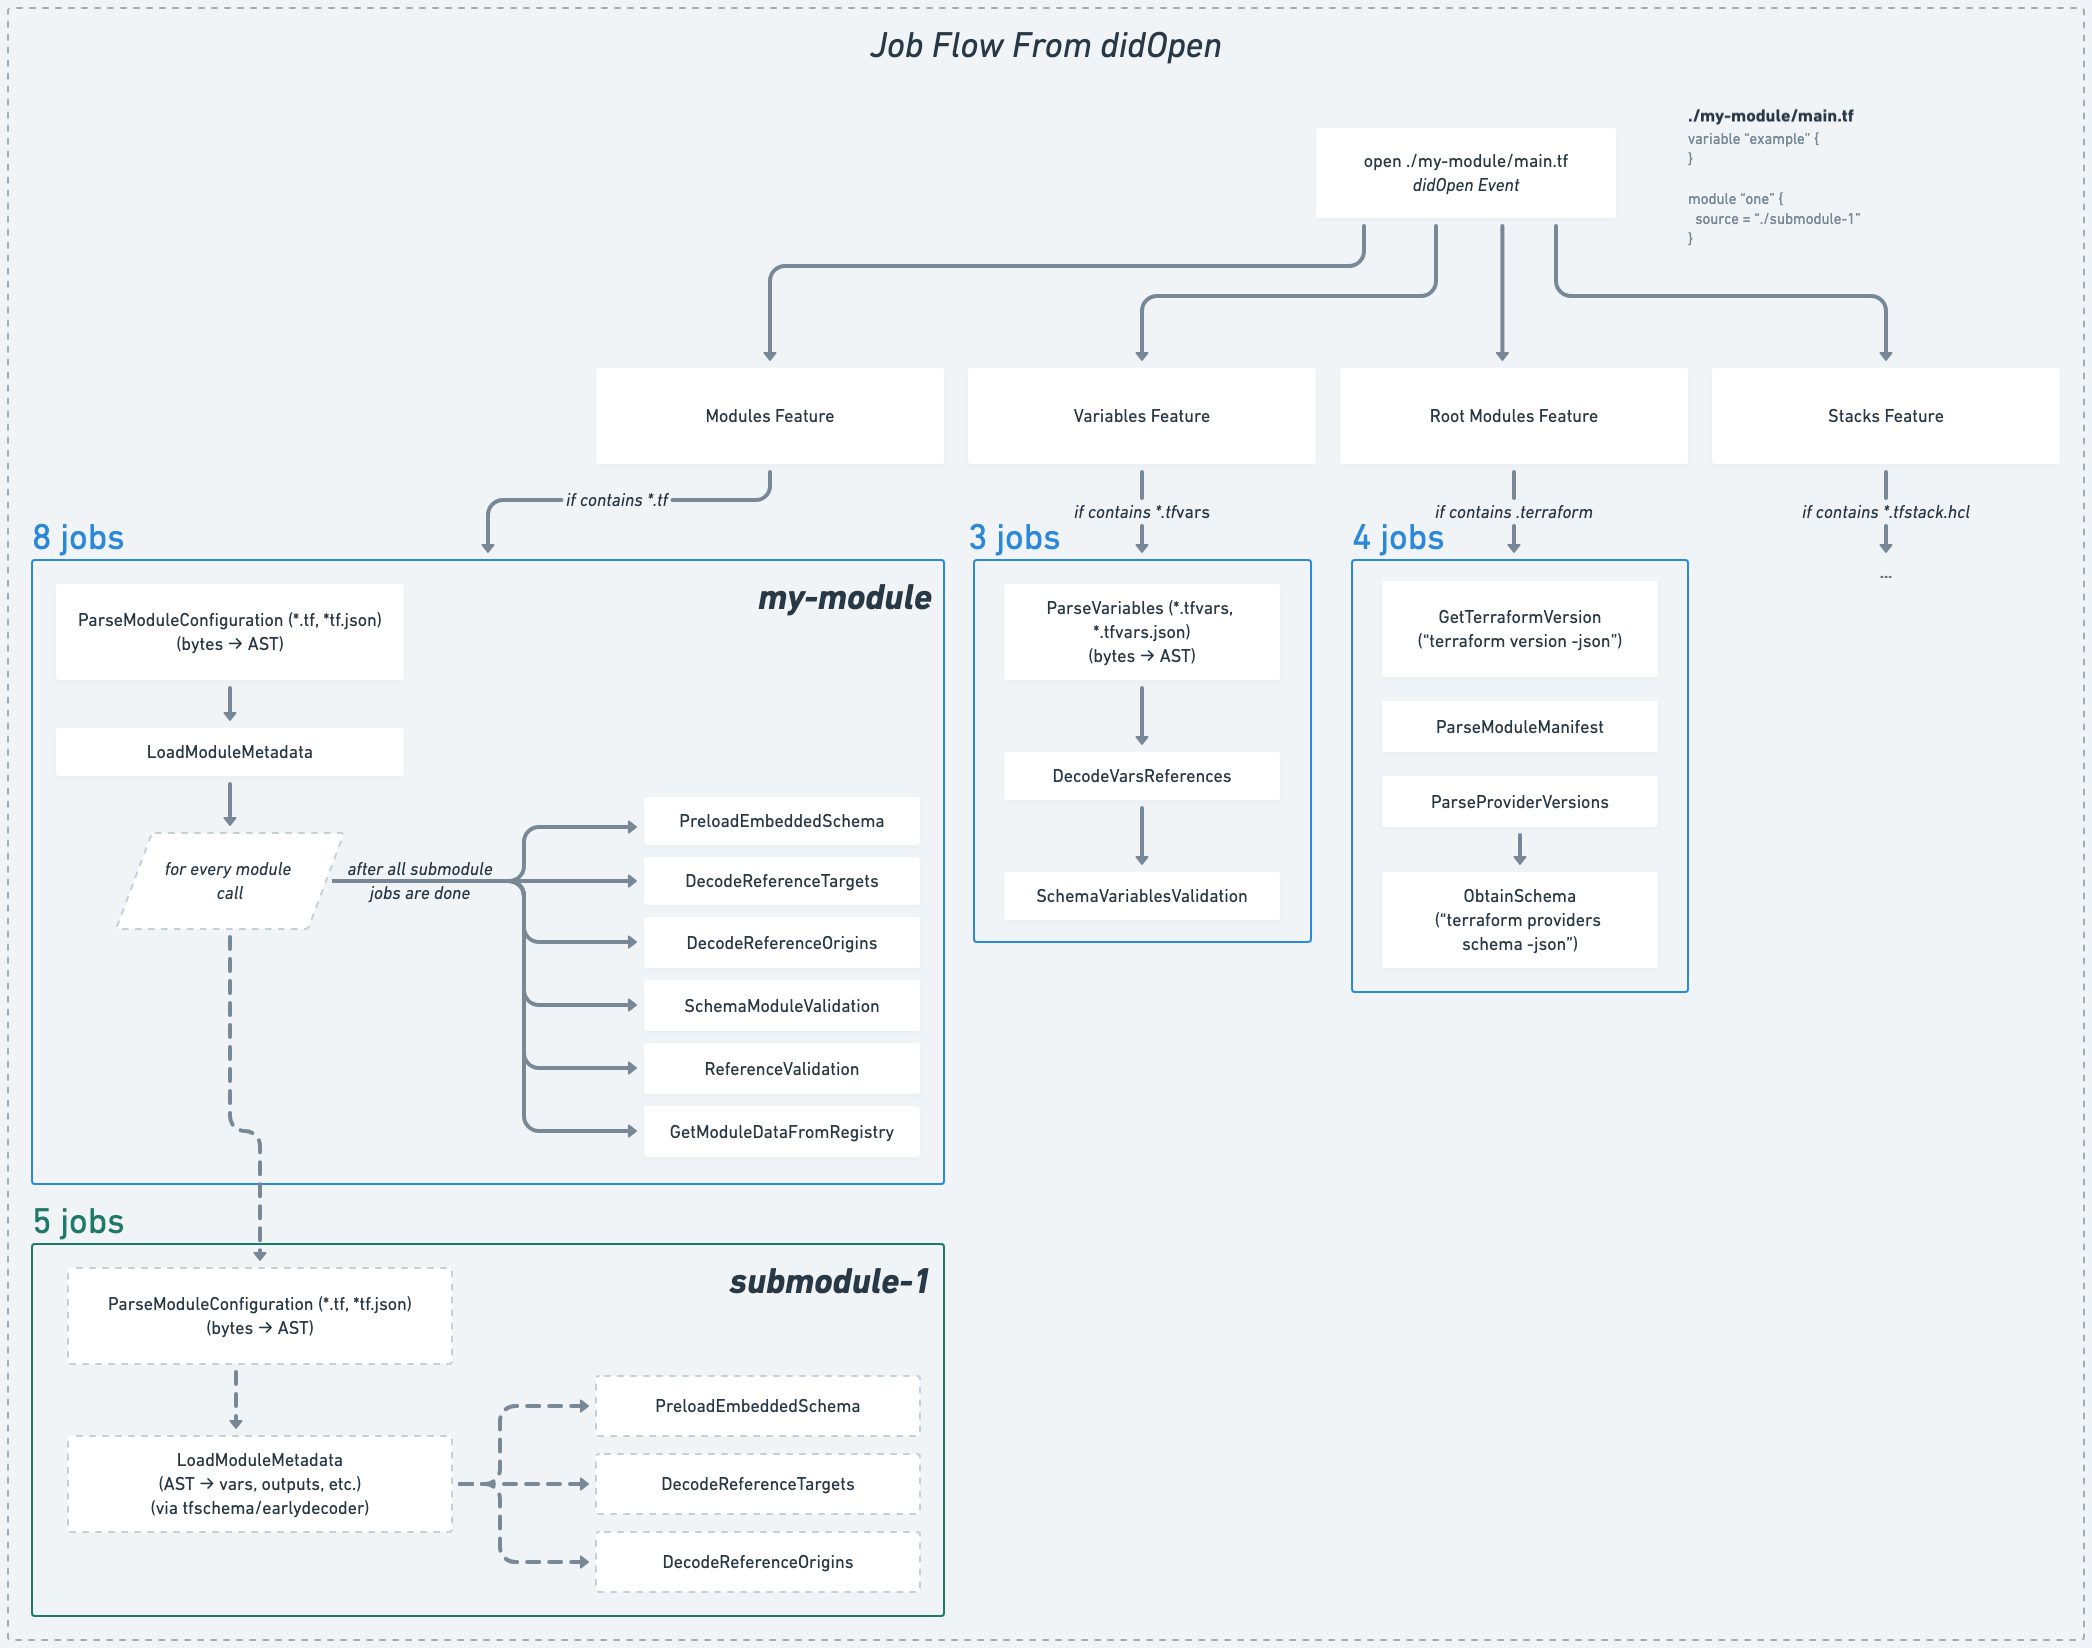 Job Flow From didOpen
./my-module/main.tf
variable “example” {
}
module “one” {
source = “./submodule-1”
}
open ./my-module/main.tf
didOpen Event
Modules Feature
Variables Feature
Root Modules Feature
Stacks Feature
if contains *.tf
if contains *.tfvars
if contains .terraform
if contains *.tfstack.hcl
...
8 jobs
my-module
ParseModuleConfiguration (*.tf, *tf.json)
(bytes → AST)
LoadModuleMetadata
for every module
call
after all submodule
jobs are done
PreloadEmbeddedSchema
DecodeReferenceTargets
DecodeReferenceOrigins
SchemaModuleValidation
ReferenceValidation
GetModuleDataFromRegistry
3 jobs
ParseVariables (*.tfvars,
*.tfvars.json)
(bytes → AST)
DecodeVarsReferences
SchemaVariablesValidation
4 jobs
GetTerraformVersion
(“terraform version -json”)
ParseModuleManifest
ParseProviderVersions
ObtainSchema
(“terraform providers
schema -json”)
5 jobs
submodule-1
ParseModuleConfiguration (*.tf, *tf.json)
(bytes → AST)
LoadModuleMetadata
(AST → vars, outputs, etc.)
(via tfschema/earlydecoder)
PreloadEmbeddedSchema
DecodeReferenceTargets
DecodeReferenceOrigins